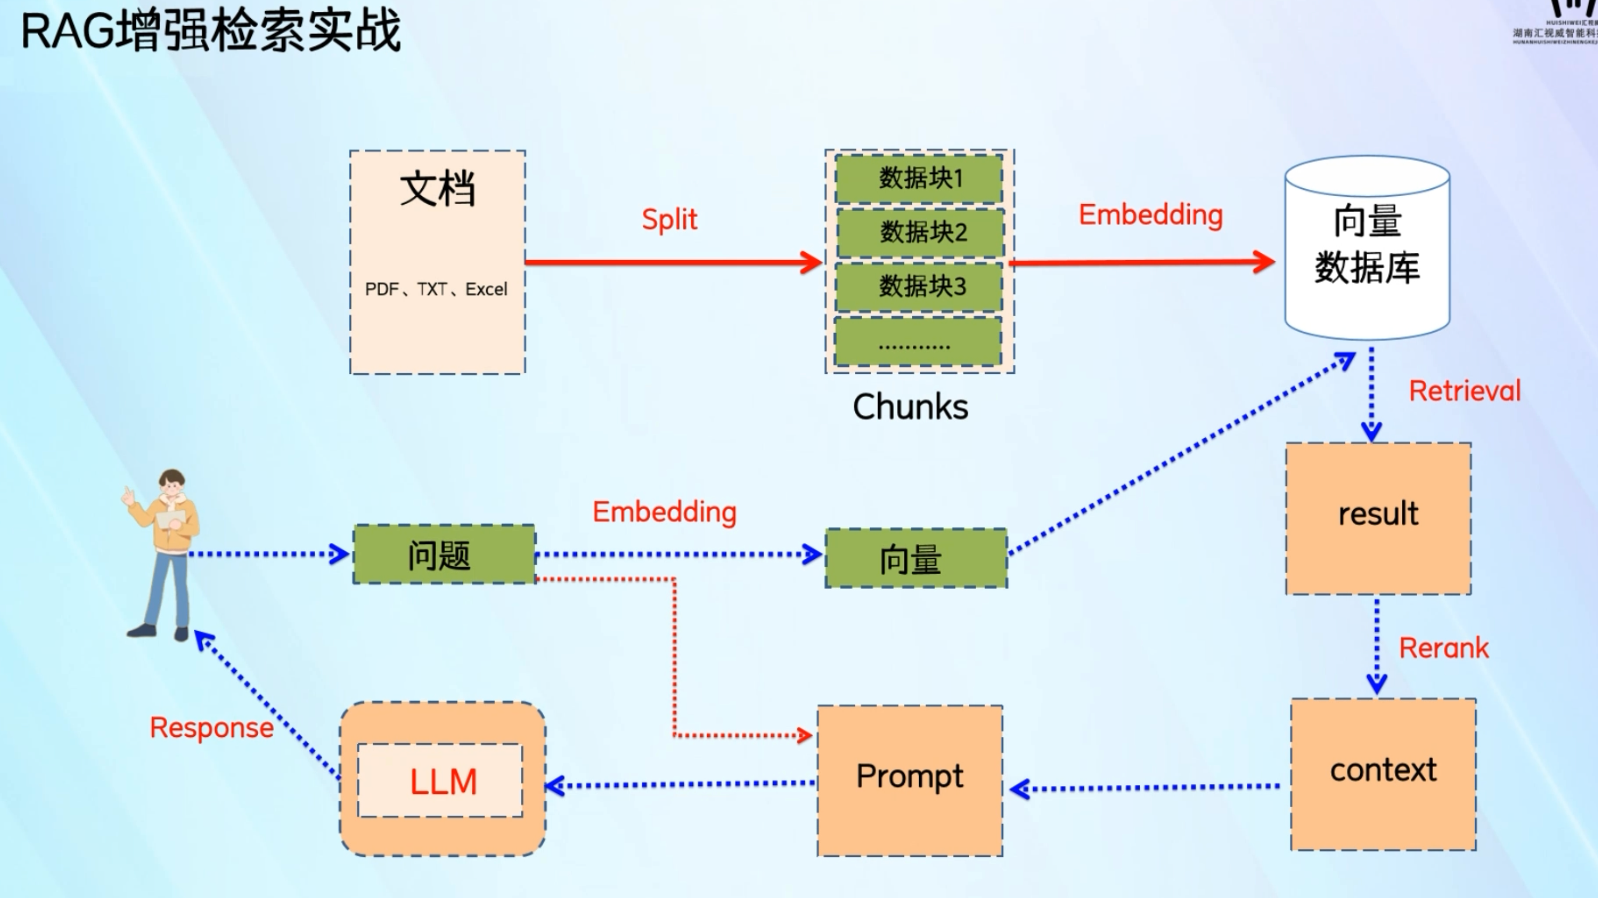 RAG增强检索实战
HUISHIWEI汇视威
湖南汇视威智能科技
文档
PDF、TXT、Excel
Split
数据块1
数据块2
数据块3
...........
Chunks
Embedding
向量
数据库
Retrieval
result
Rerank
context
问题
Embedding
向量
Prompt
LLM
Response